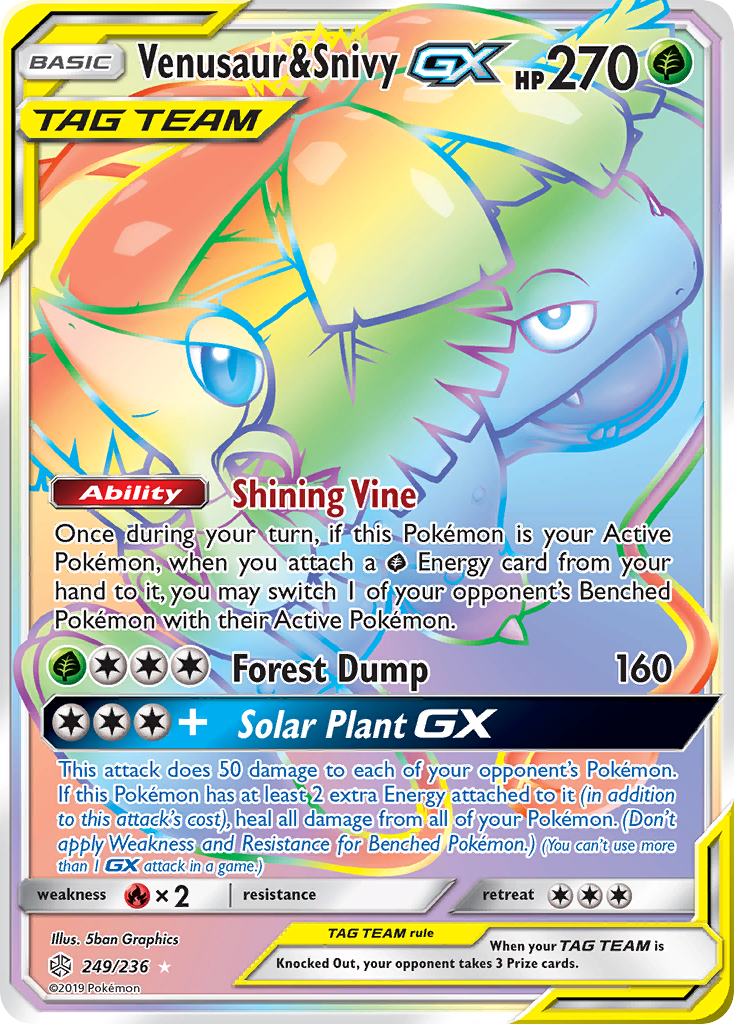 BASIC Venusaur&Snivy GX HP270
TAG TEAM
Ability Shining Vine
Once during your turn, if this Pokémon is your Active
Pokémon, when you attach a Energy card from your
hand to it, you may switch 1 of your opponent's Benched
Pokémon with their Active Pokémon.
Forest Dump 160
+ Solar Plant GX
This attack does 50 damage to each of your opponent's Pokémon.
If this Pokémon has at least 2 extra Energy attached to it (in addition
to this attack's cost), heal all damage from all of your Pokémon. (Don't
apply Weakness and Resistance for Benched Pokémon.) (You can't use more
than 1 GX attack in a game.)
weakness ×2 resistance retreat
Illus. 5ban Graphics
249/236
©2019 Pokémon
TAG TEAM rule
When your TAG TEAM is
Knocked Out, your opponent takes 3 Prize cards.